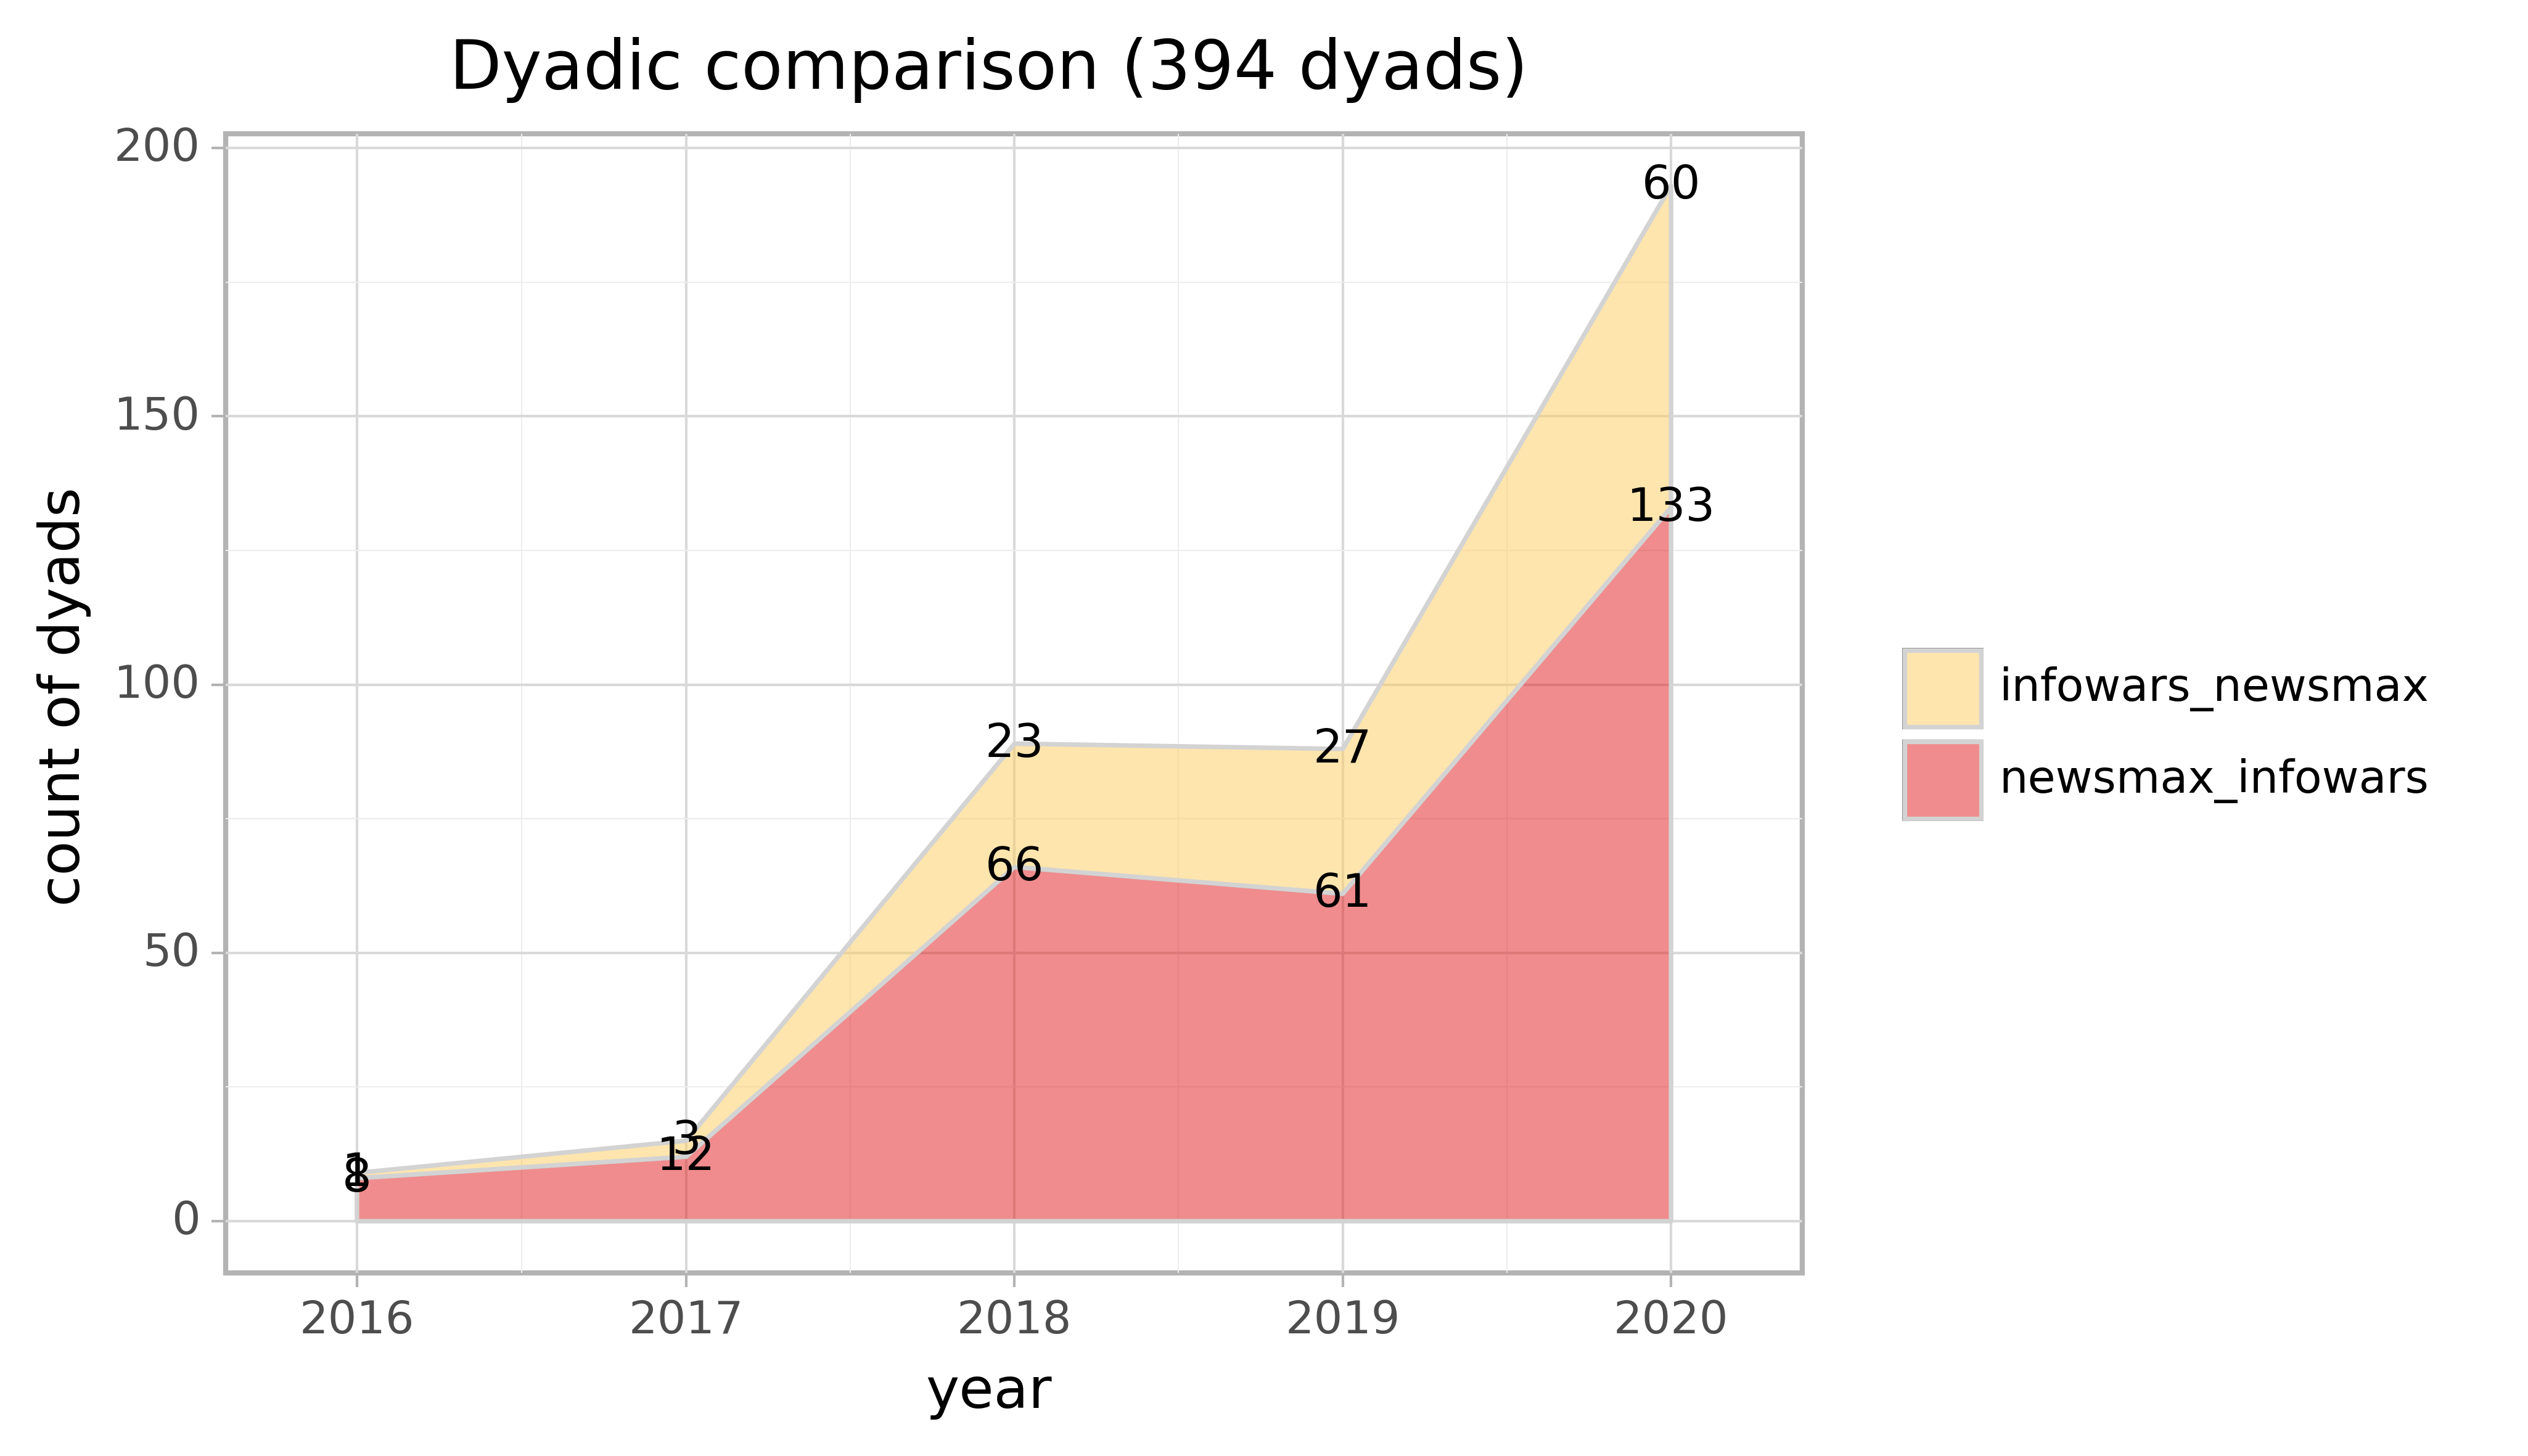 Dyadic comparison (394 dyads)
200
150
100
50
0
count of dyads
60
133
23
27
66
61
3
12
1
8
2016 2017 2018 2019 2020
year
infowars_newsmax
newsmax_infowars